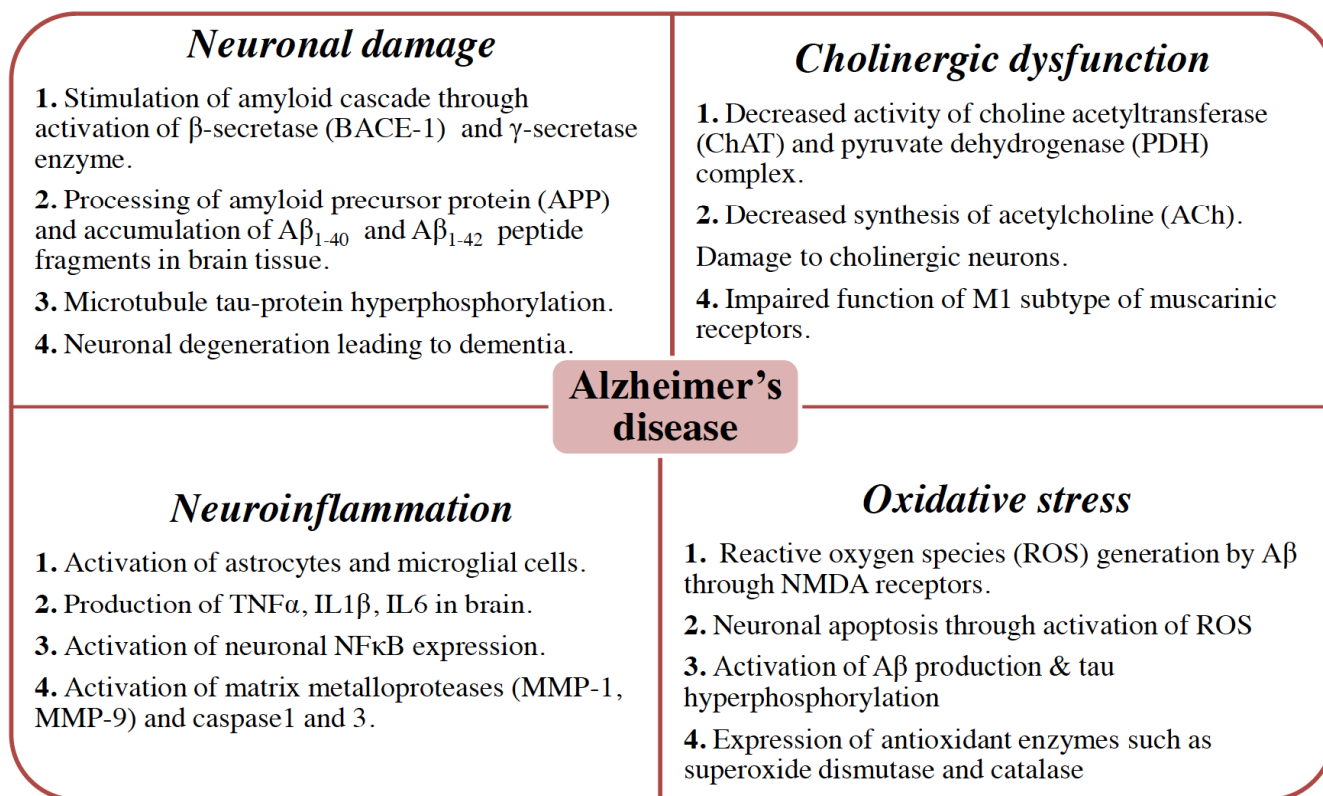 Neuronal damage
1. Stimulation of amyloid cascade through
activation of β-secretase (BACE-1) and γ-secretase
enzyme.
2. Processing of amyloid precursor protein (APP)
and accumulation of Aβ1-40 and Aβ1-42 peptide
fragments in brain tissue.
3. Microtubule tau-protein hyperphosphorylation.
4. Neuronal degeneration leading to dementia.
Cholinergic dysfunction
1. Decreased activity of choline acetyltransferase
(ChAT) and pyruvate dehydrogenase (PDH)
complex.
2. Decreased synthesis of acetylcholine (ACh).
Damage to cholinergic neurons.
4. Impaired function of M1 subtype of muscarinic
receptors.
Alzheimer’s
disease
Neuroinflammation
1. Activation of astrocytes and microglial cells.
2. Production of TNFα, IL1β, IL6 in brain.
3. Activation of neuronal NFκB expression.
4. Activation of matrix metalloproteases (MMP-1,
MMP-9) and caspase1 and 3.
Oxidative stress
1. Reactive oxygen species (ROS) generation by Aβ
through NMDA receptors.
2. Neuronal apoptosis through activation of ROS
3. Activation of Aβ production & tau
hyperphosphorylation
4. Expression of antioxidant enzymes such as
superoxide dismutase and catalase